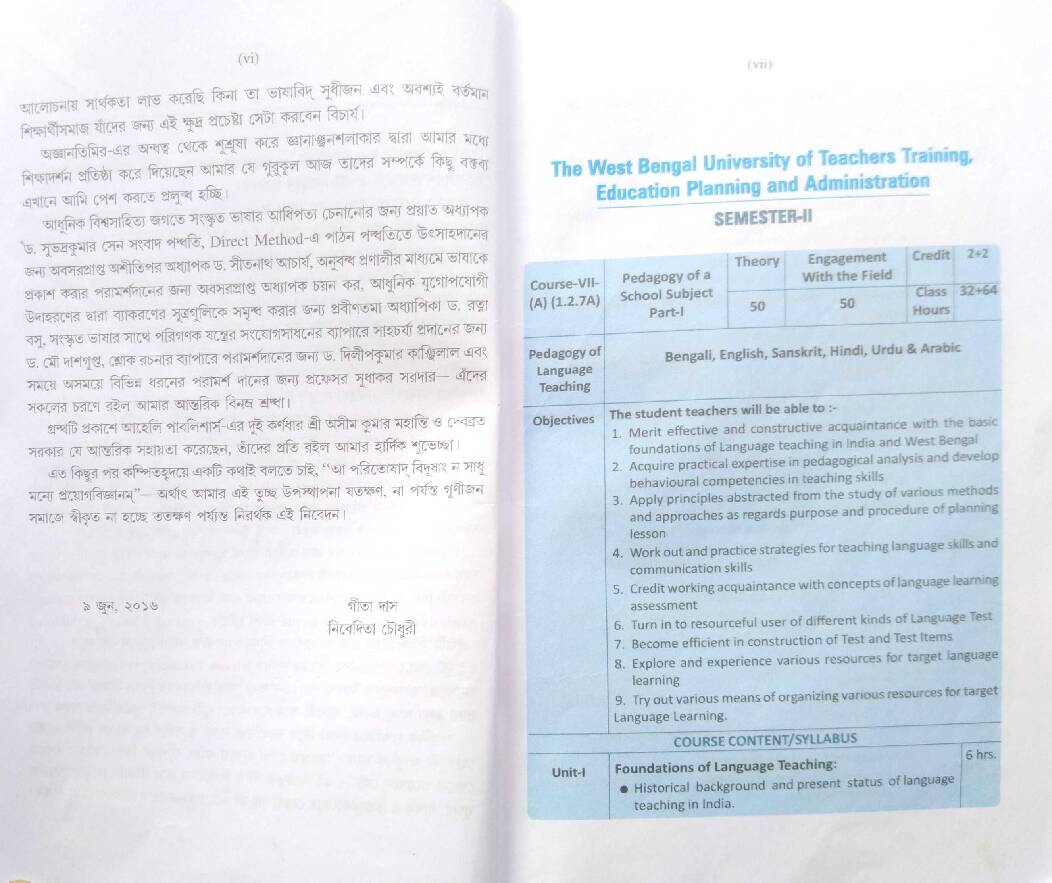 (vi)
আলোচনায় সার্থকতা লাভ করেছি কিনা তা ভাষাবিদ্ সুধীজন এবং অবশ্যই বর্তমান
শিক্ষার্থীসমাজ যাঁদের জন্য এই ক্ষুদ্র প্রচেষ্টা সেটা করবেন বিচার্য।
অজ্ঞানতিমির-এর অন্ধত্ব থেকে শুশ্রূষা করে জ্ঞানাঞ্জনশলাকার দ্বারা আমার মধ্যে
শিক্ষাদর্শন প্রতিষ্ঠা করে দিয়েছেন আমার যে গুরুকুল আজ তাদের সম্পর্কে কিছু বক্তব্য
এখানে আমি পেশ করতে প্রলুব্ধ হচ্ছি।
আধুনিক বিশ্বসাহিত্য জগতে সংস্কৃত ভাষার আধিপত্য চেনানোর জন্য প্রয়াত অধ্যাপক
ড. সুভদ্রকুমার সেন সংবাদ পদ্ধতি, Direct Method-এ পঠন পদ্ধতিতে উৎসাহদানের
জন্য অবসরপ্রাপ্ত অশীতিপর অধ্যাপক ড. সীতনাথ আচার্য, অনুবন্ধ প্রণালীর মাধ্যমে ভাষাকে
প্রকাশ করার পরামর্শদানের জন্য অবসরপ্রাপ্ত অধ্যাপক চয়ন কর, আধুনিক যুগোপযোগী
উদাহরণের দ্বারা ব্যাকরণের সূত্রগুলিকে সমৃদ্ধ করার জন্য প্রবীণতমা অধ্যাপিকা ড. রত্না
বসু, সংস্কৃত ভাষার সাথে পরিগণক যন্ত্রের সংযোগসাধনের ব্যাপারে সাহচর্য্য প্রদানের জন্য
ড. মৌ দাশগুপ্ত, শ্লোক রচনার ব্যাপারে পরামর্শদানের জন্য ড. দিলীপকুমার কাঞ্জিলাল এবং
সময়ে অসময়ে বিভিন্ন ধরনের পরামর্শ দানের জন্য প্রফেসর সুধাকর সরদার— এঁদের
সকলের চরণে রইল আমার আন্তরিক বিনম্র শ্রদ্ধা।
গ্রন্থটি প্রকাশে আহেলি পাবলিশার্স-এর দুই কর্ণধার শ্রী অসীম কুমার মহান্তি ও দেবব্রত
সরকার যে আন্তরিক সহায়তা করেছেন, তাঁদের প্রতি রইল আমার হার্দিক শুভেচ্ছা।
এত কিছুর পর কম্পিতহৃদয়ে একটি কথাই বলতে চাই, “আ পরিতোষাদ্ বিদুষাং ন সাধু
মন্যে প্রয়োগবিজ্ঞানম্”— অর্থাৎ আমার এই তুচ্ছ উপস্থাপনা যতক্ষণ, না পর্যন্ত গুণীজন
সমাজে স্বীকৃত না হচ্ছে ততক্ষণ পর্যন্ত নিরর্থক এই নিবেদন।
৯ জুন, ২০১৬
গীতা দাস
নিবেদিতা চৌধুরী
(vii)
The West Bengal University of Teachers Training,
Education Planning and Administration
SEMESTER-II
Course-VII-
(A) (1.2.7A)
Pedagogy of a
School Subject
Part-I
Theory
Engagement
With the Field
Credit
2+2
50
50
Class
Hours
32+64
Pedagogy of
Language
Teaching
Bengali, English, Sanskrit, Hindi, Urdu & Arabic
Objectives
The student teachers will be able to :-
1. Merit effective and constructive acquaintance with the basic
foundations of Language teaching in India and West Bengal
2. Acquire practical expertise in pedagogical analysis and develop
behavioural competencies in teaching skills
3. Apply principles abstracted from the study of various methods
and approaches as regards purpose and procedure of planning
lesson
4. Work out and practice strategies for teaching language skills and
communication skills
5. Credit working acquaintance with concepts of language learning
assessment
6. Turn in to resourceful user of different kinds of Language Test
7. Become efficient in construction of Test and Test Items
8. Explore and experience various resources for target language
learning
9. Try out various means of organizing various resources for target
Language Learning.
COURSE CONTENT/SYLLABUS
Unit-I
Foundations of Language Teaching:
6 hrs.
● Historical background and present status of language
teaching in India.